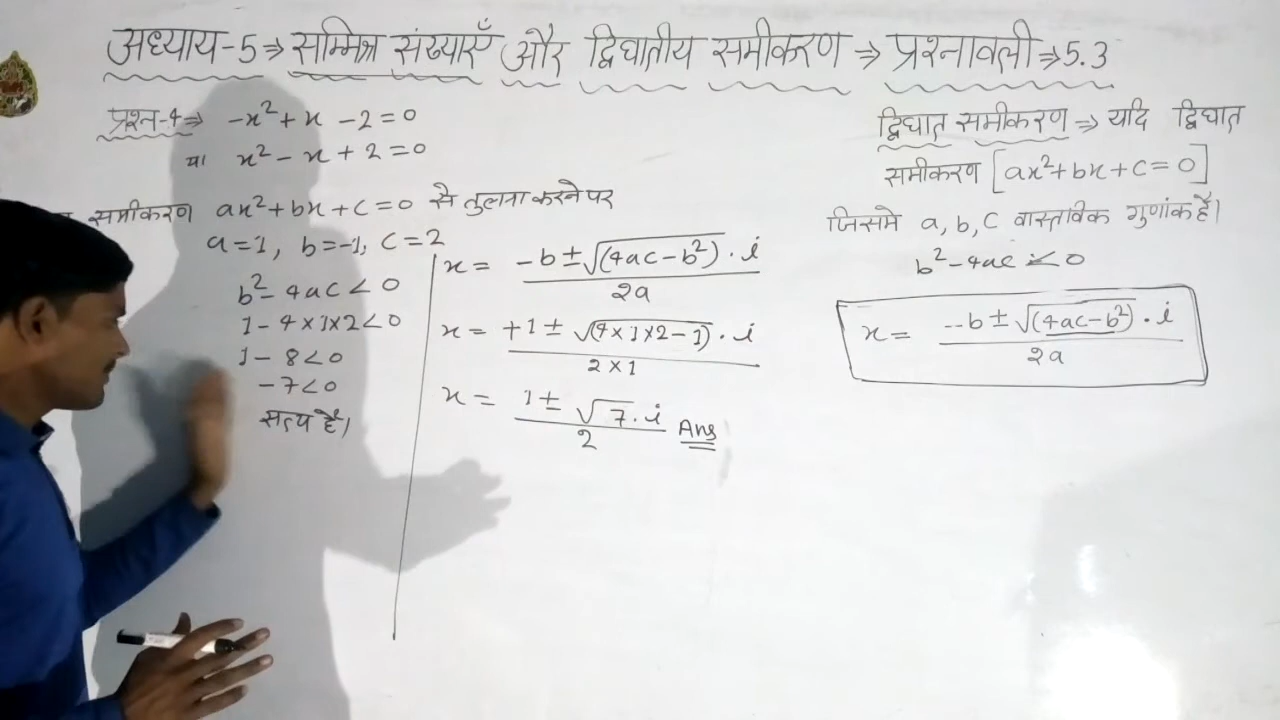 अध्याय-5⇒ सम्मिश्र संख्याएँ और द्विघातीय समीकरण ⇒ प्रश्नावली⇒5.3
प्रश्न-4⇒ -x²+x-2=0
या x²-x+2=0
समीकरण ax²+bx+c=0 से तुलना करने पर
a=1, b=-1, c=2
b²-4ac<0
1-4×1×2<0
1-8<0
-7<0
सत्य है।
x = -b±√(4ac-b²).i / 2a
x = +1±√(4×1×2-1).i / 2×1
x = 1±√7.i / 2 Ans
द्विघात समीकरण ⇒ यदि द्विघात
समीकरण [ax²+bx+c=0]
जिसमे a, b, c वास्तविक गुणांक है।
b²-4ac<0
x = -b±√(4ac-b²).i / 2a